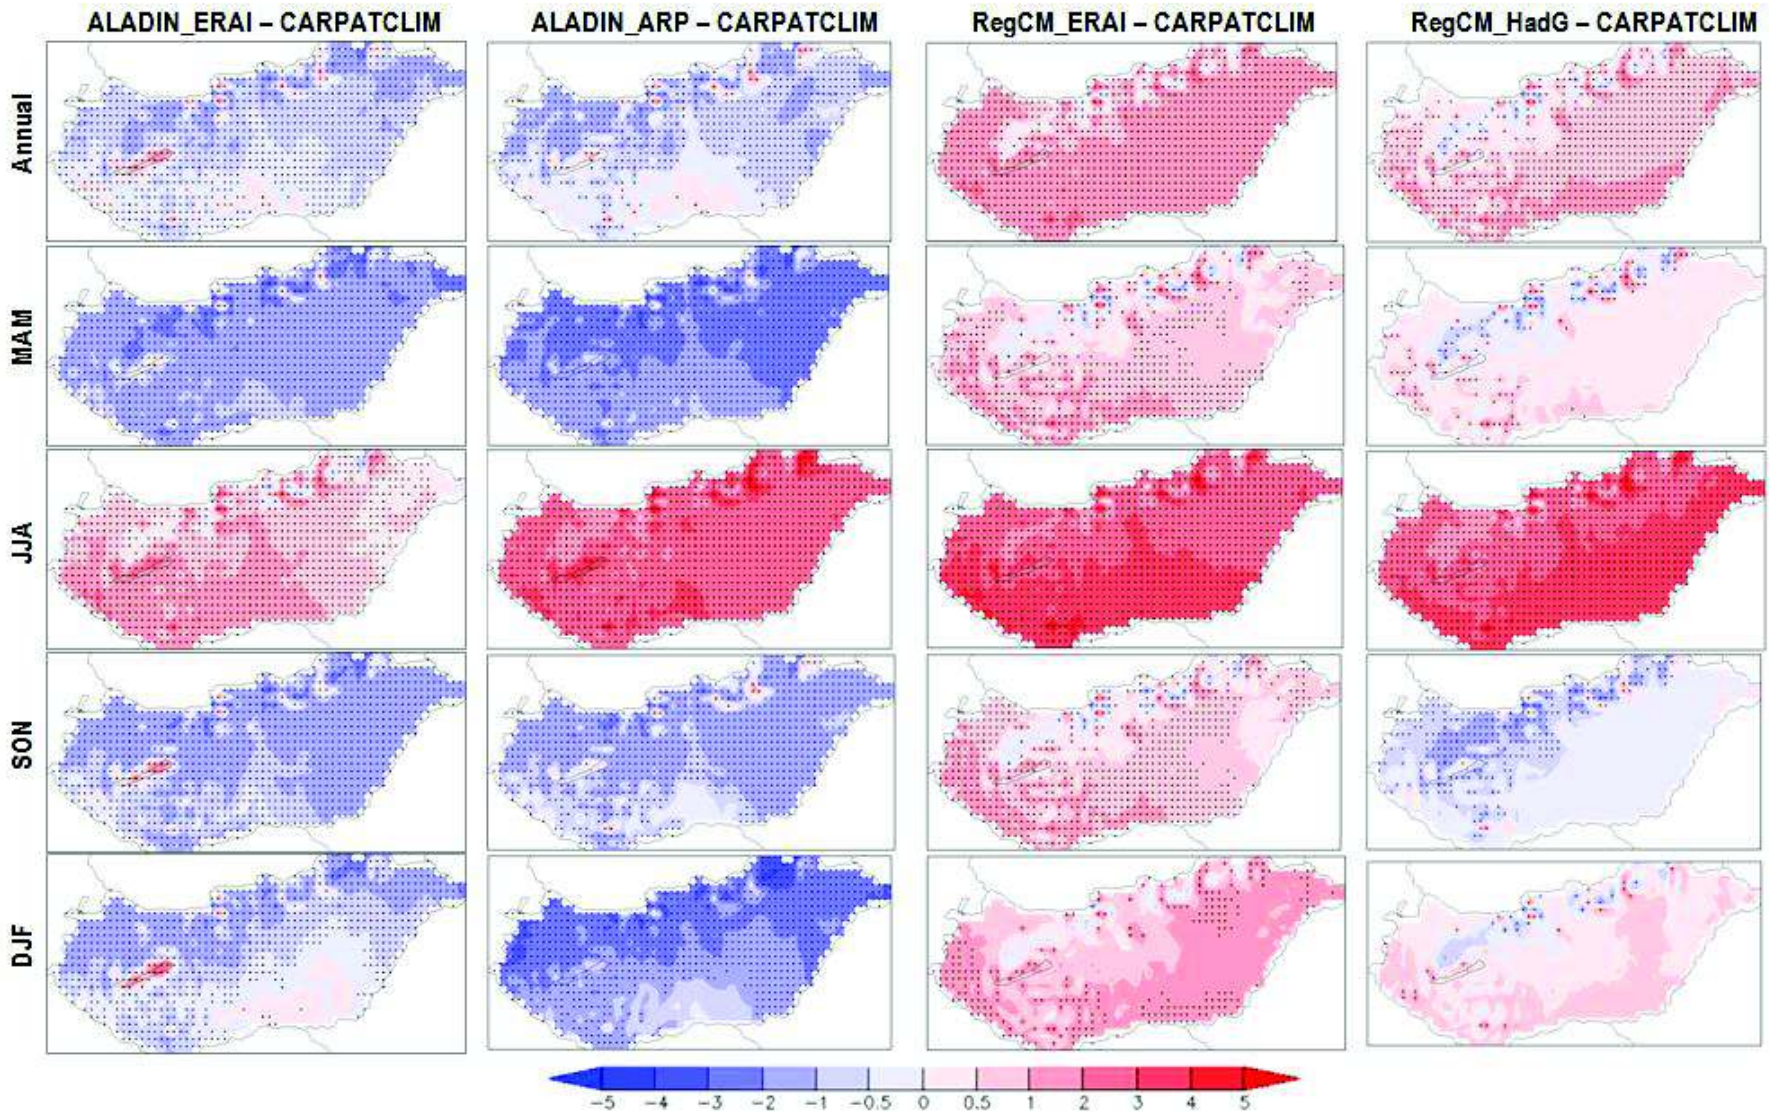 ALADIN_ERAI – CARPATCLIM ALADIN_ARP – CARPATCLIM RegCM_ERAI – CARPATCLIM RegCM_HadG – CARPATCLIM
Annual
MAM
JJA
SON
DJF
-5 -4 -3 -2 -1 -0.5 0 0.5 1 2 3 4 5